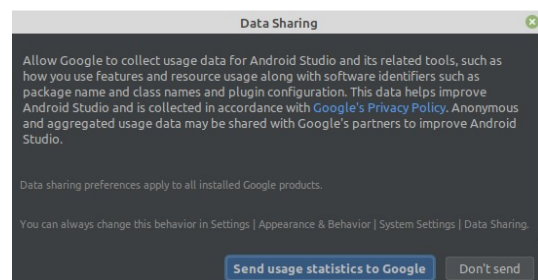 Data Sharing
Allow Google to collect usage data for Android Studio and its related tools, such as
how you use features and resource usage along with software identifiers such as
package name and class names and plugin configuration. This data helps improve
Android Studio and is collected in accordance with Google's Privacy Policy. Anonymous
and aggregated usage data may be shared with Google's partners to improve Android
Studio.
Data sharing preferences apply to all installed Google products.
You can always change this behavior in Settings | Appearance & Behavior | System Settings | Data Sharing.
Send usage statistics to Google
Don't send